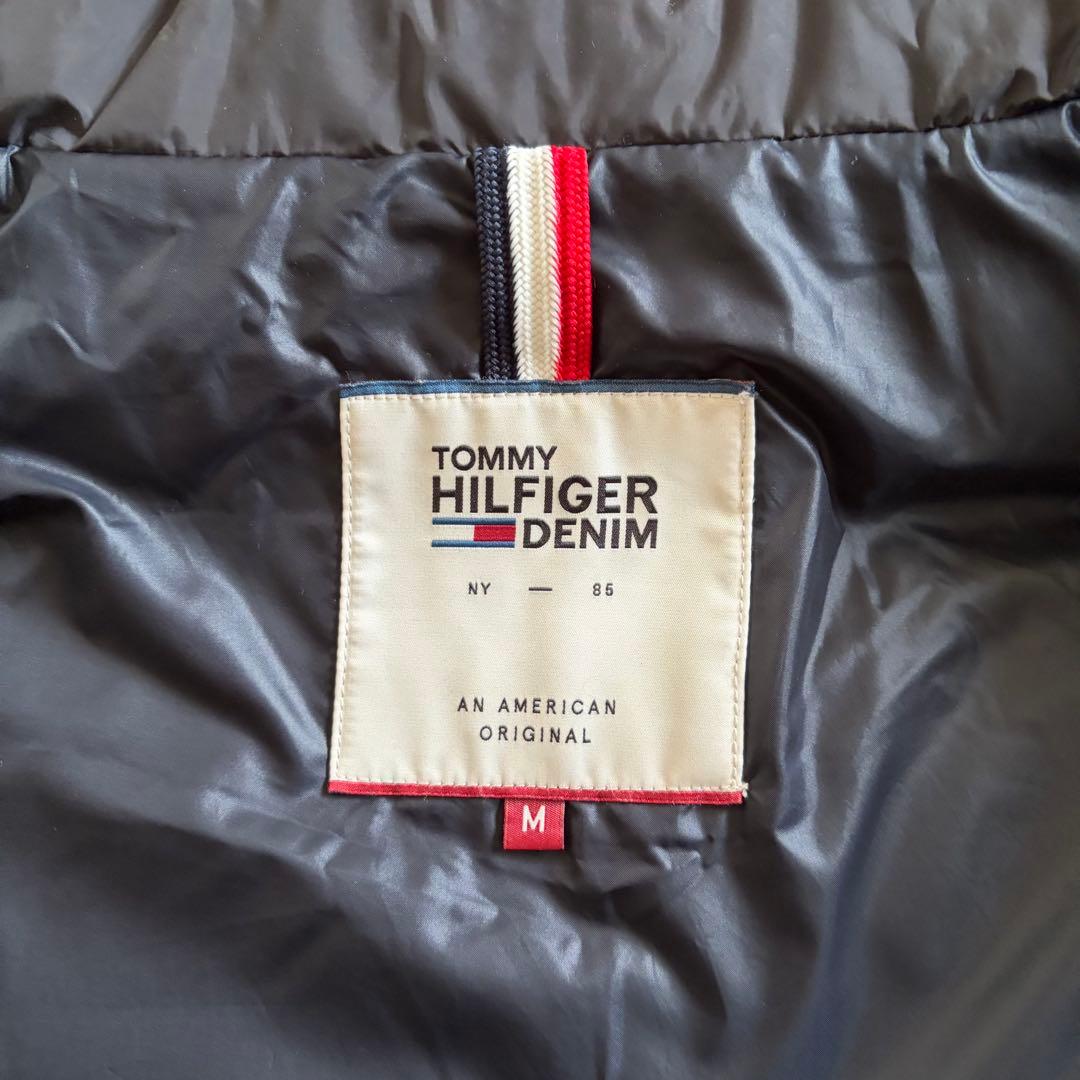 TOMMY
HILFIGER
DENIM
NY — 85
AN AMERICAN
ORIGINAL
M